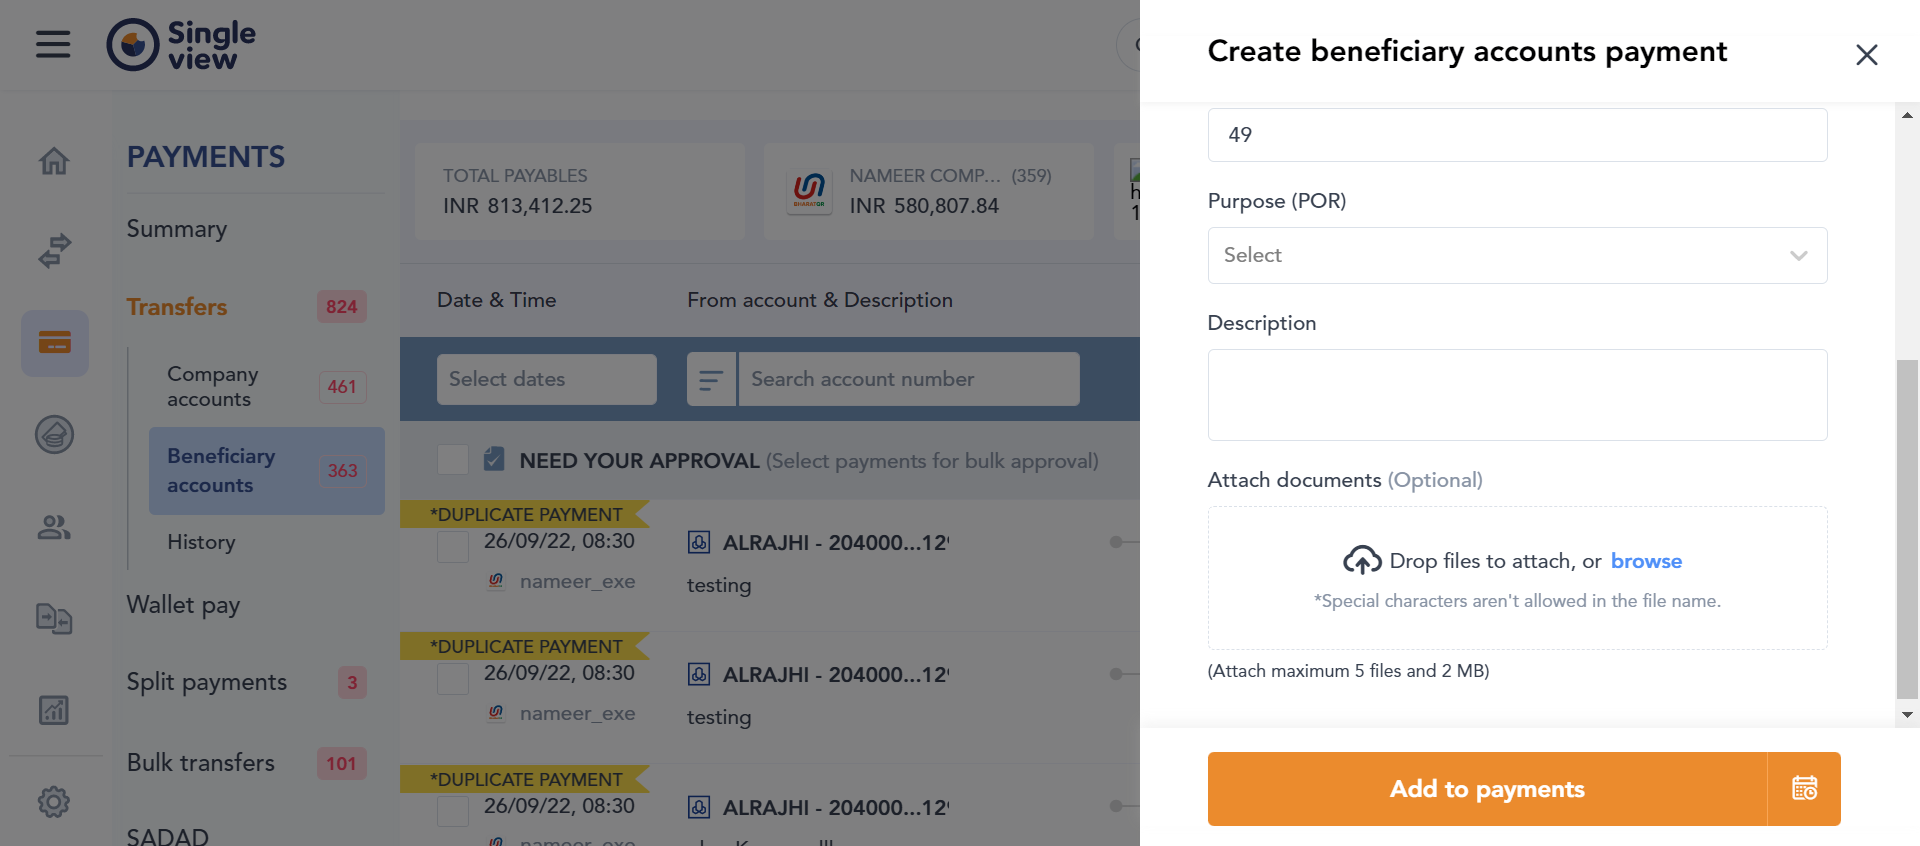 Single
view
PAYMENTS
Summary
Transfers 824
Company
accounts 461
Beneficiary
accounts 363
History
Wallet pay
Split payments 3
Bulk transfers 101
SADAD
TOTAL PAYABLES
INR 813,412.25
BHARATQR
NAMEER COMP... (359)
INR 580,807.84
h
1
Date & Time From account & Description
Select dates Search account number
NEED YOUR APPROVAL (Select payments for bulk approval)
*DUPLICATE PAYMENT
26/09/22, 08:30 ALRAJHI - 204000...129
nameer_exe testing
*DUPLICATE PAYMENT
26/09/22, 08:30 ALRAJHI - 204000...129
nameer_exe testing
*DUPLICATE PAYMENT
26/09/22, 08:30 ALRAJHI - 204000...129
nameer_exe
Create beneficiary accounts payment
49
Purpose (POR)
Select
Description
Attach documents (Optional)
Drop files to attach, or browse
*Special characters aren't allowed in the file name.
(Attach maximum 5 files and 2 MB)
Add to payments